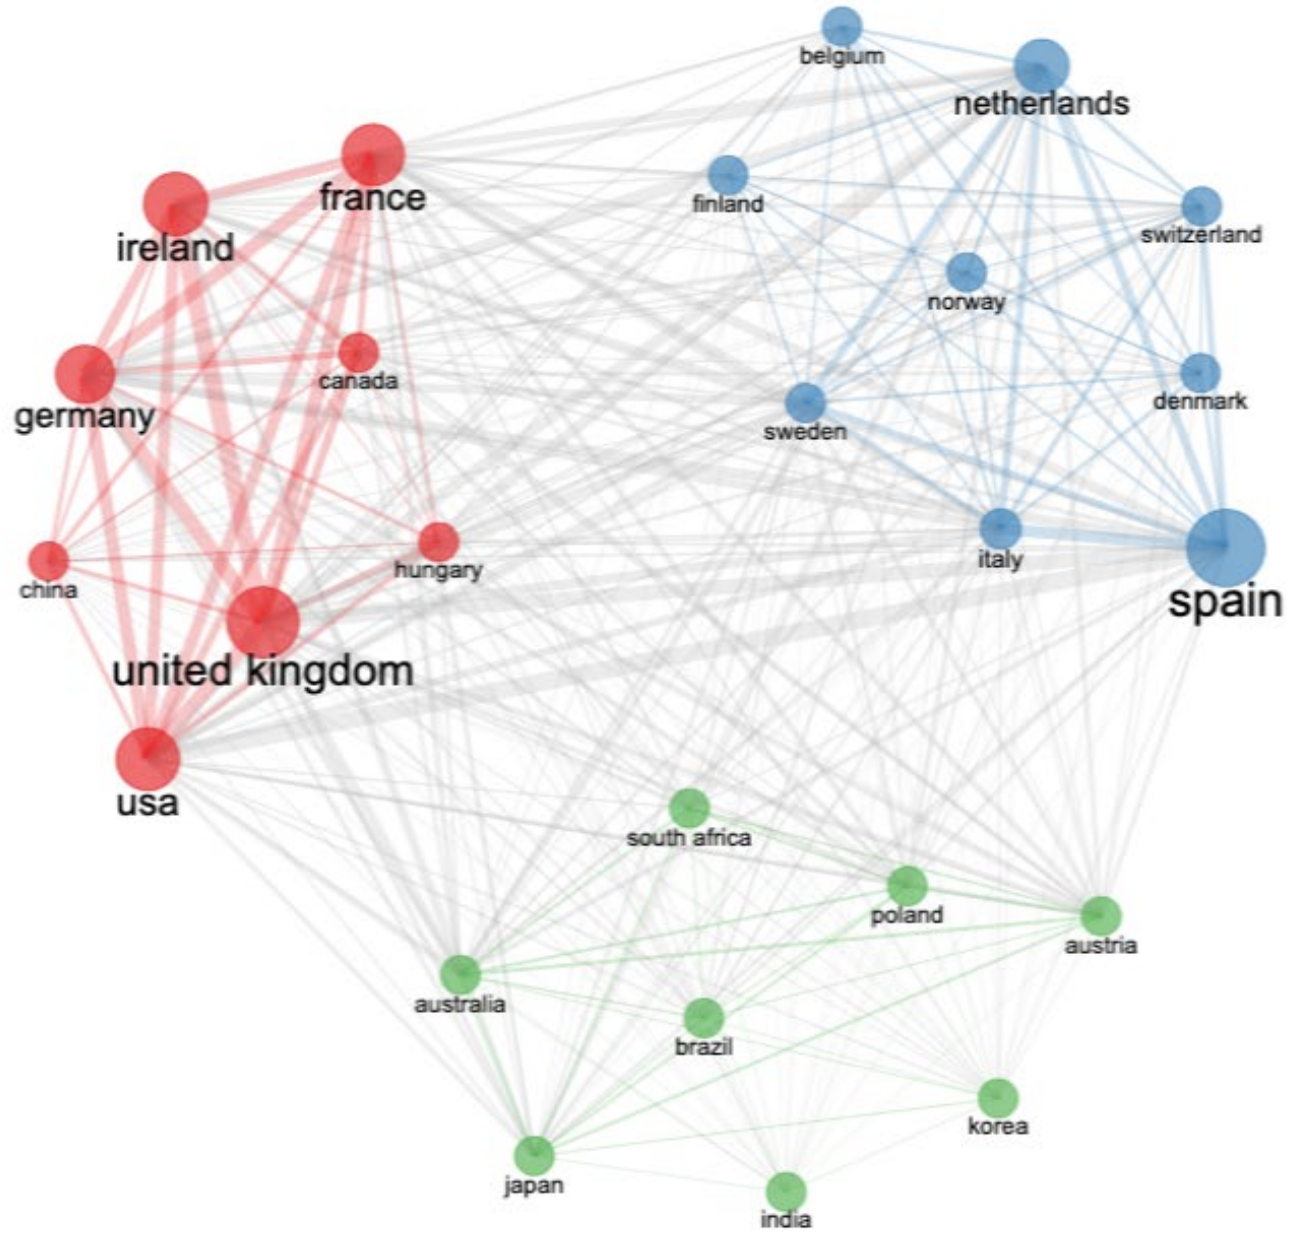 belgium
netherlands
france
finland
ireland
switzerland
norway
canada
denmark
germany
sweden
italy
hungary
china
spain
united kingdom
usa
south africa
poland
austria
australia
brazil
korea
japan
india